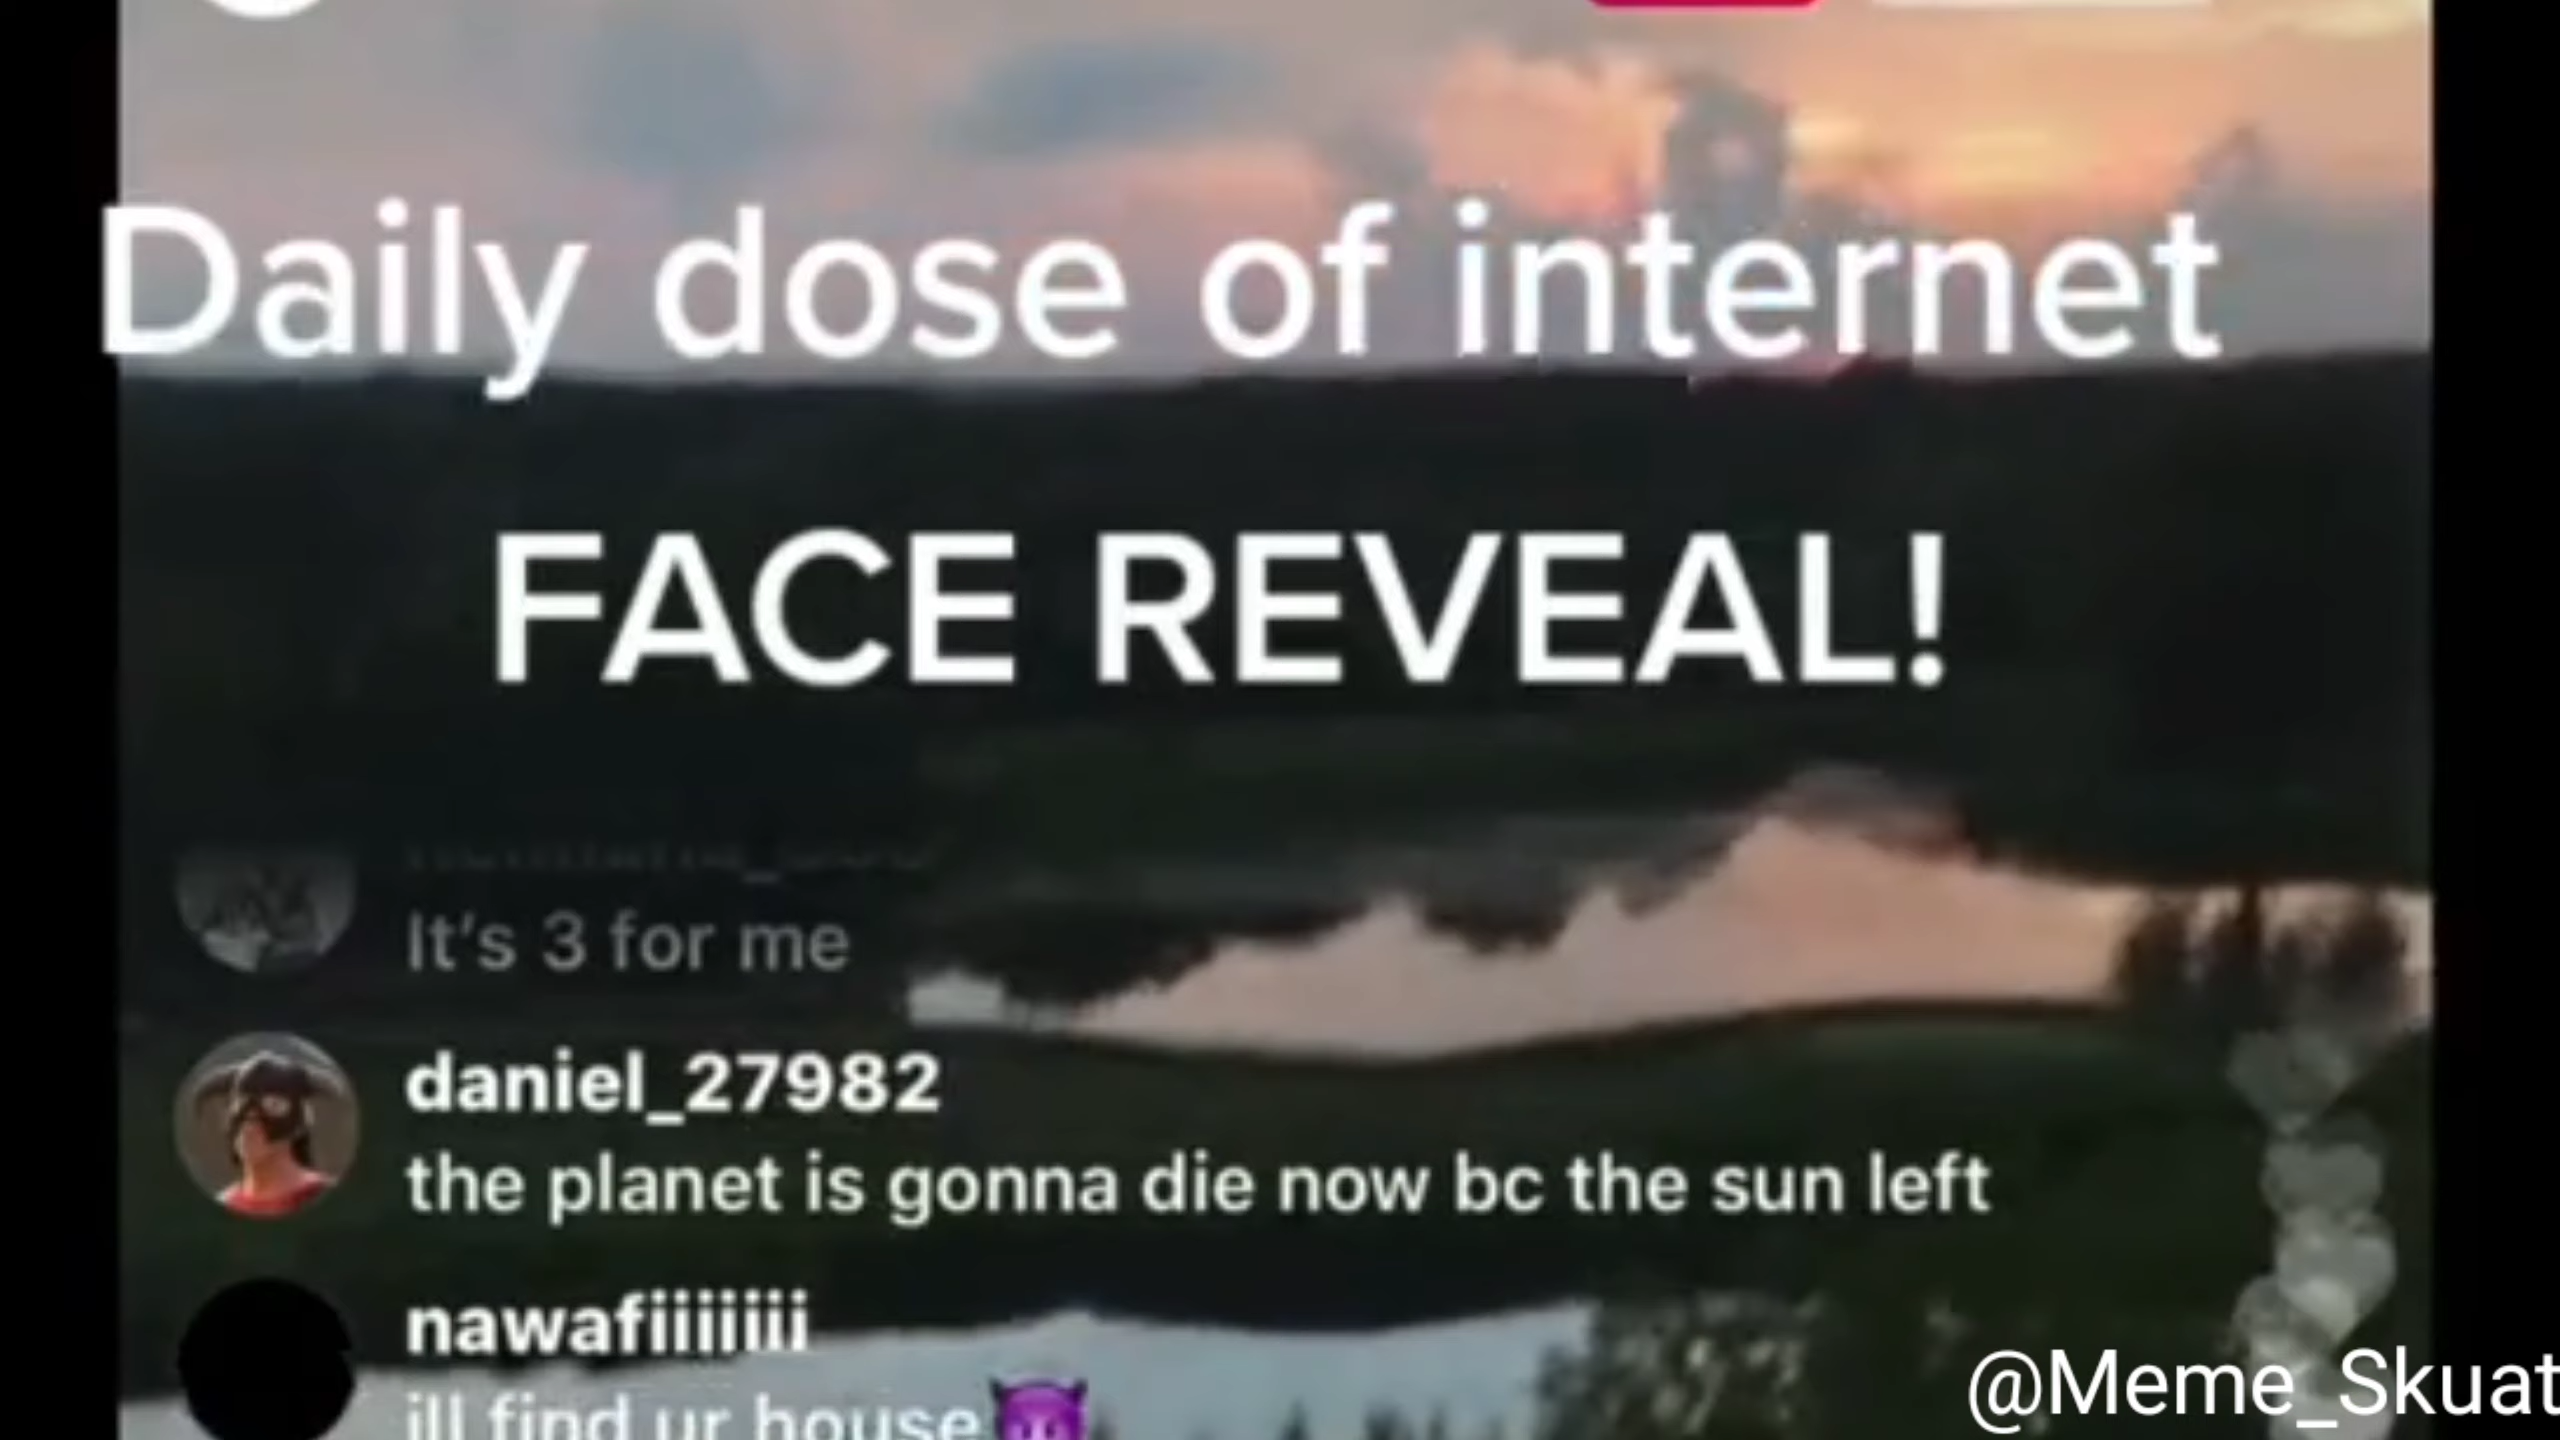 Daily dose of internet
FACE REVEAL!
It's 3 for me
daniel_27982
the planet is gonna die now bc the sun left
nawafiiiiiii
ill find ur house😈
@Meme_Skuat